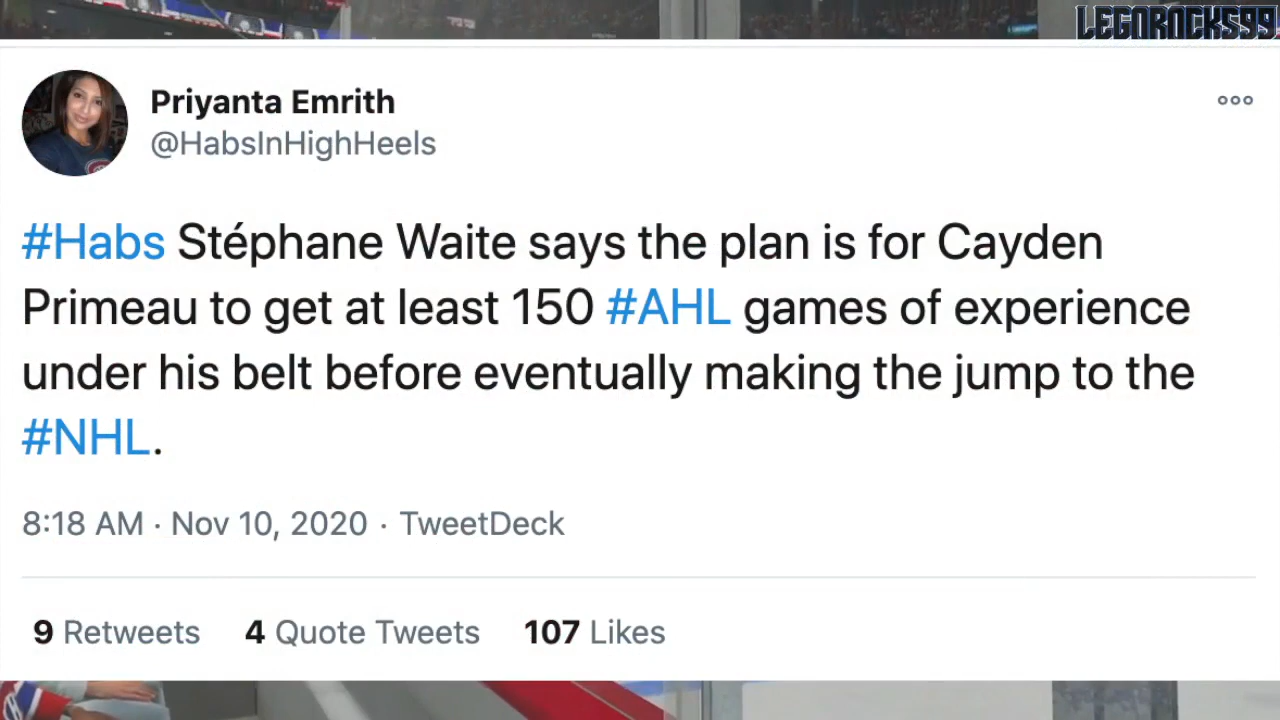 LEGOROCKS99
Priyanta Emrith
@HabsInHighHeels
#Habs Stéphane Waite says the plan is for Cayden
Primeau to get at least 150 #AHL games of experience
under his belt before eventually making the jump to the
#NHL.
8:18 AM · Nov 10, 2020 · TweetDeck
9 Retweets 4 Quote Tweets 107 Likes